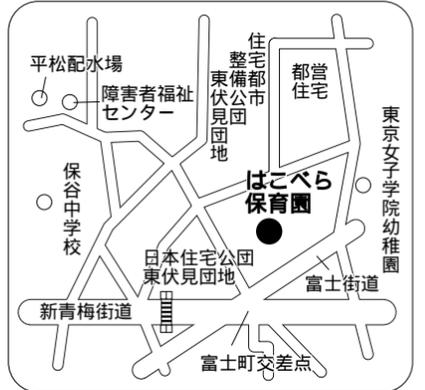 平松配水場
障害者福祉
センター
住宅都市
整備公団
東伏見団地
都営
住宅
東京女子学院幼稚園
保谷中学校
はこべら
保育園
日本住宅公団
東伏見団地
富士街道
新青梅街道
富士町交差点